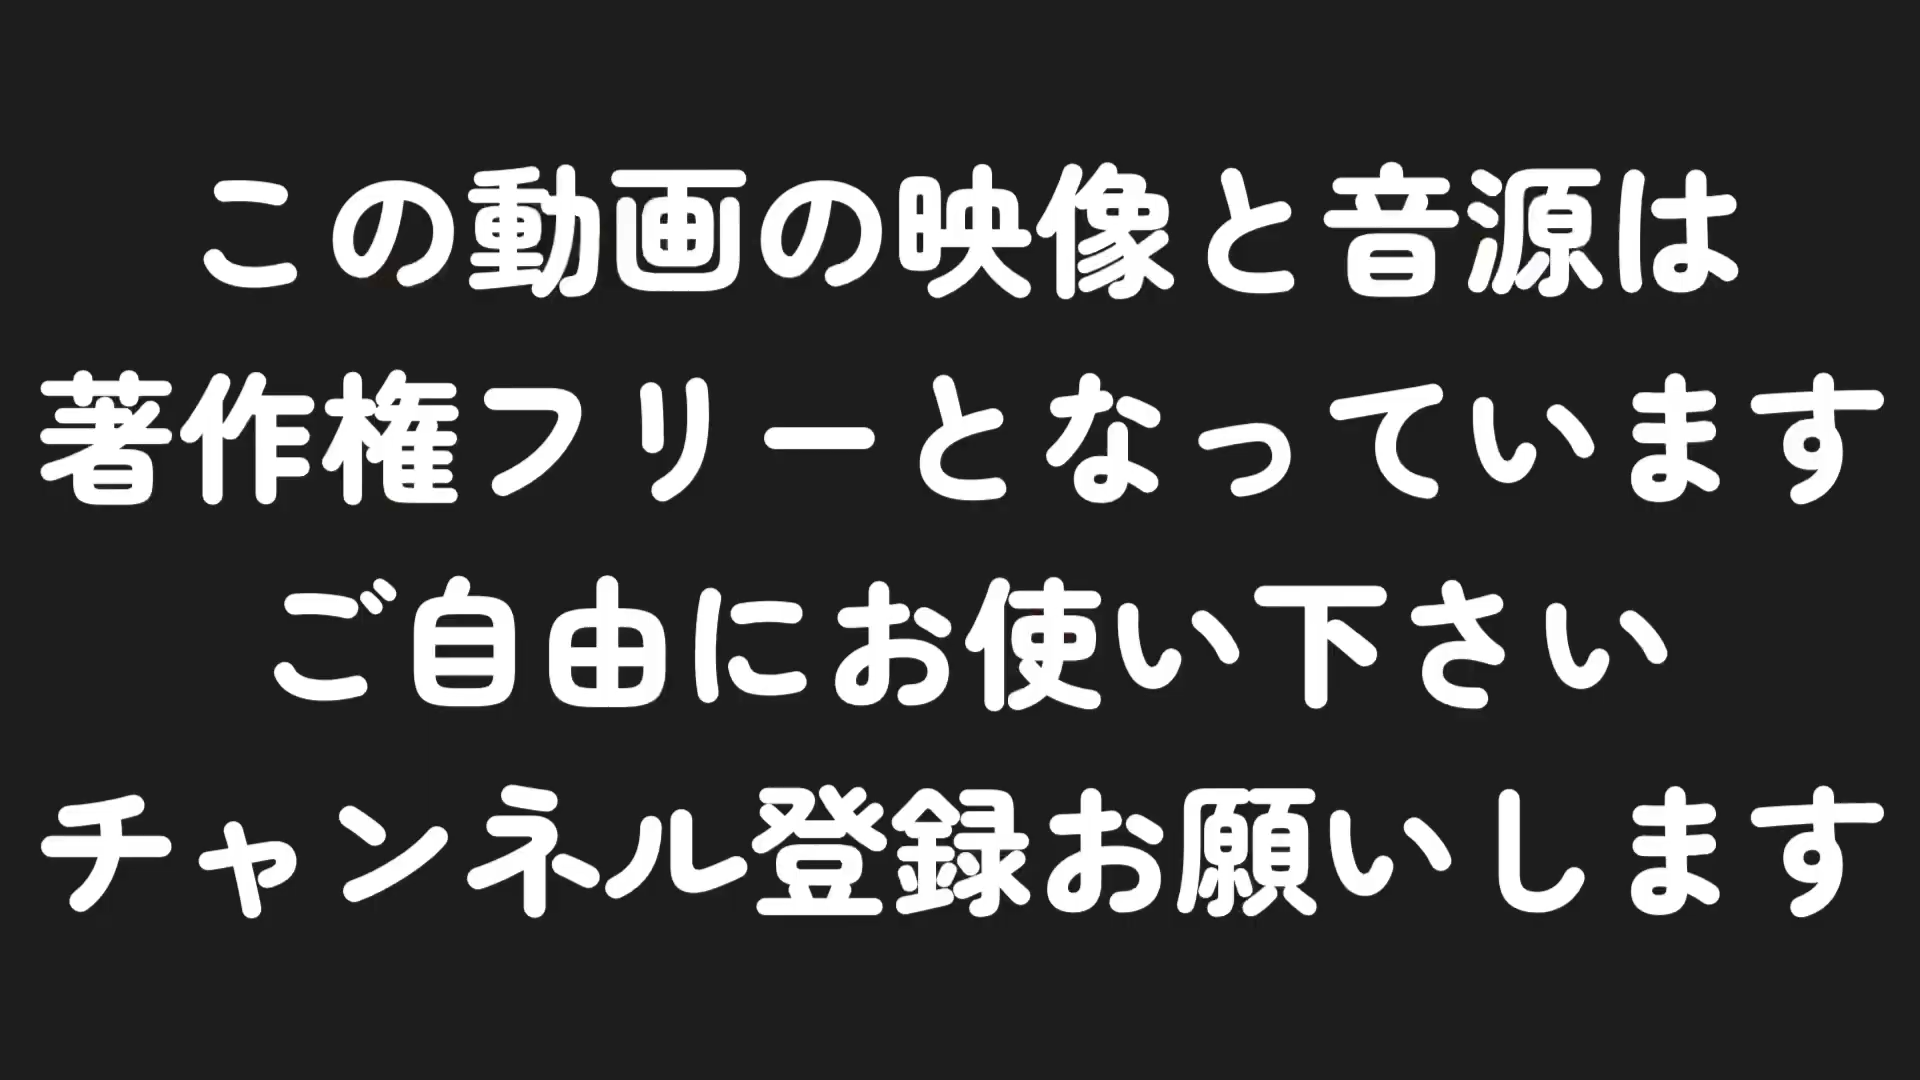 この動画の映像と音源は
著作権フリーとなっています
ご自由にお使い下さい
チャンネル登録お願いします